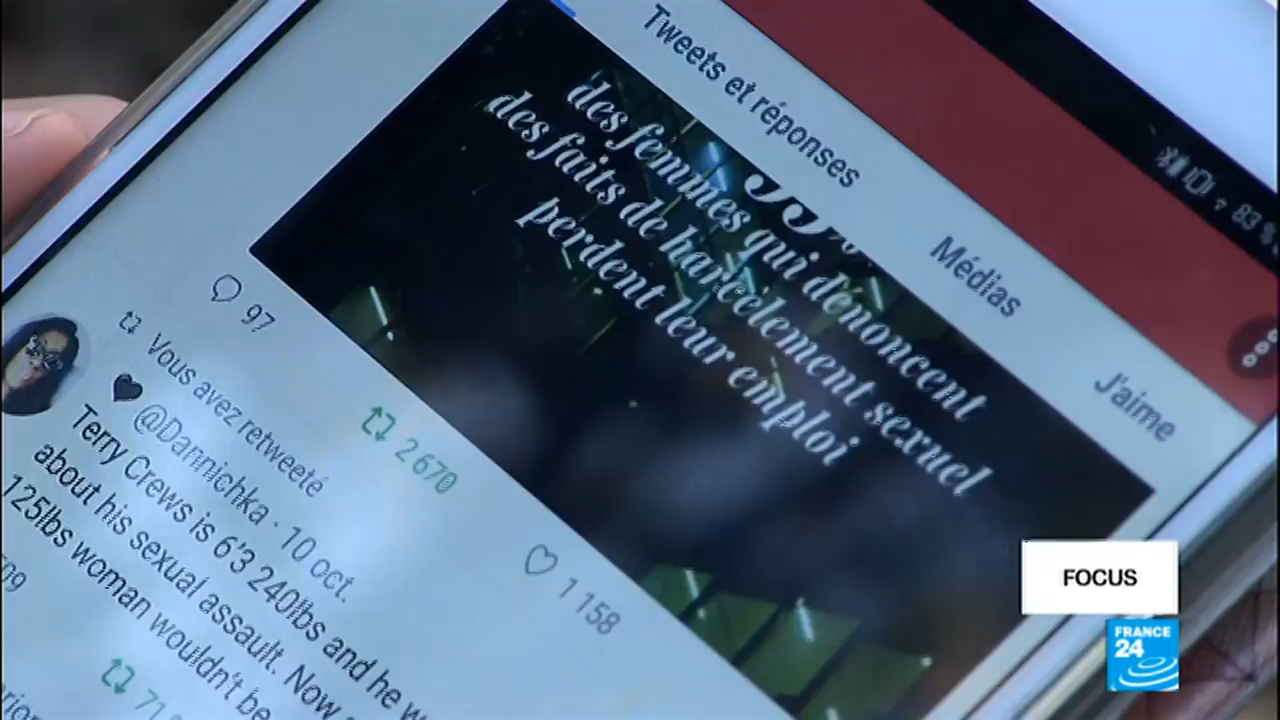 83 %
Tweets et réponses
Médias
J'aime
des femmes qui dénoncent
des faits de harcèlement sexuel
perdent leur emploi
97
2 670
1 158
Vous avez retweeté
@Dannichka · 10 oct.
Terry Crews is 6'3 240lbs and he
about his sexual assault. Now
125lbs woman wouldn't be
FOCUS
FRANCE
24